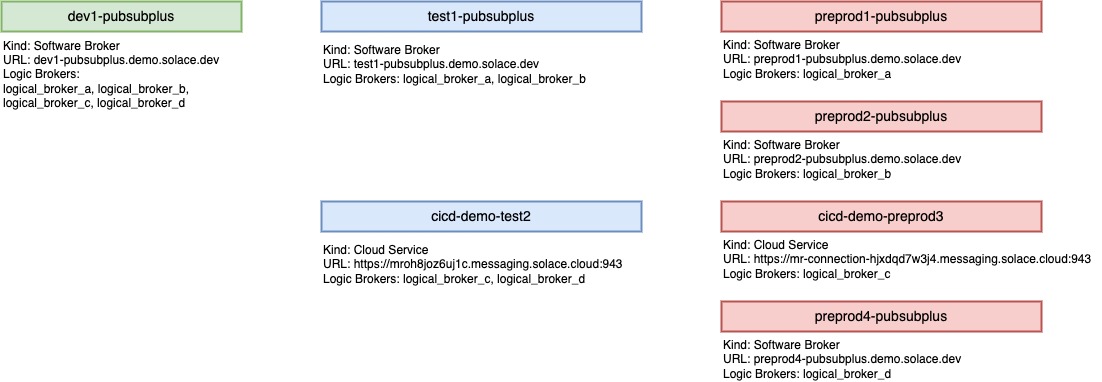 dev1-pubsubplus
Kind: Software Broker
URL: dev1-pubsubplus.demo.solace.dev
Logic Brokers:
logical_broker_a, logical_broker_b,
logical_broker_c, logical_broker_d
test1-pubsubplus
Kind: Software Broker
URL: test1-pubsubplus.demo.solace.dev
Logic Brokers: logical_broker_a, logical_broker_b
cicd-demo-test2
Kind: Cloud Service
URL: https://mroh8joz6uj1c.messaging.solace.cloud:943
Logic Brokers: logical_broker_c, logical_broker_d
preprod1-pubsubplus
Kind: Software Broker
URL: preprod1-pubsubplus.demo.solace.dev
Logic Brokers: logical_broker_a
preprod2-pubsubplus
Kind: Software Broker
URL: preprod2-pubsubplus.demo.solace.dev
Logic Brokers: logical_broker_b
cicd-demo-preprod3
Kind: Cloud Service
URL: https://mr-connection-hjxdqd7w3j4.messaging.solace.cloud:943
Logic Brokers: logical_broker_c
preprod4-pubsubplus
Kind: Software Broker
URL: preprod4-pubsubplus.demo.solace.dev
Logic Brokers: logical_broker_d